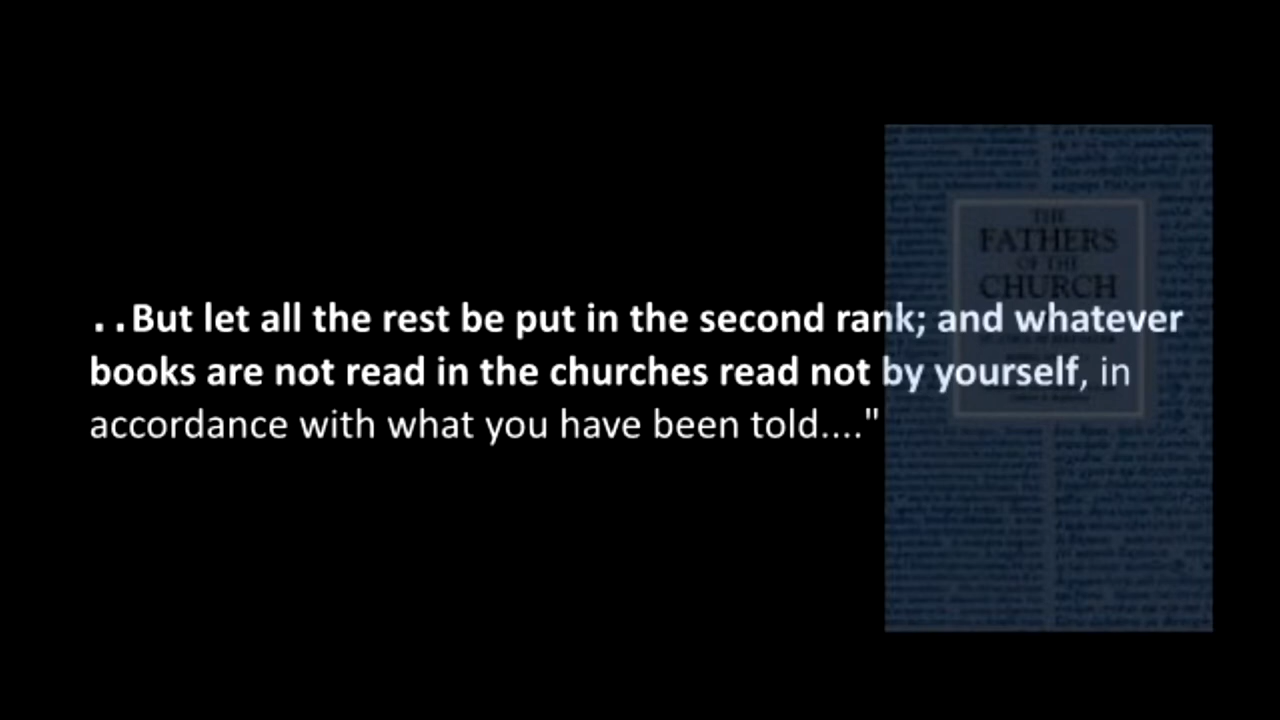 ..But let all the rest be put in the second rank; and whatever
books are not read in the churches read not by yourself, in
accordance with what you have been told...."
THE
FATHERS
OF THE
CHURCH